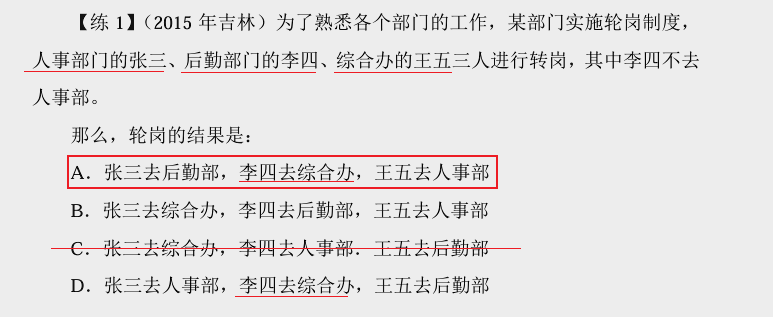 【练 1】（2015 年吉林）为了熟悉各个部门的工作，某部门实施轮岗制度，
人事部门的张三、后勤部门的李四、综合办的王五三人进行转岗，其中李四不去
人事部。
那么，轮岗的结果是：
A．张三去后勤部，李四去综合办，王五去人事部
B．张三去综合办，李四去后勤部，王五去人事部
C．张三去综合办，李四去人事部．王五去后勤部
D．张三去人事部，李四去综合办，王五去后勤部